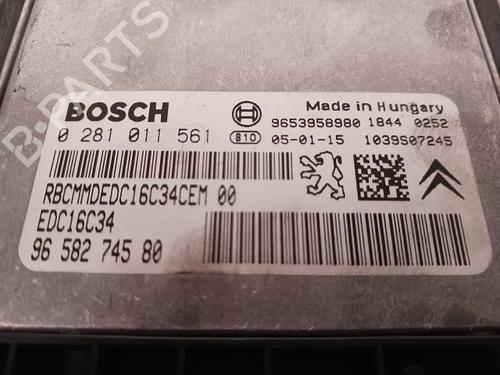 B-PARTS
BOSCH
Made in Hungary
9653958980 1844 0252
0 281 011 561 810 05-01-15 1039S07245
RBCMMDEDC16C34CEM 00
EDC16C34
96 582 745 80